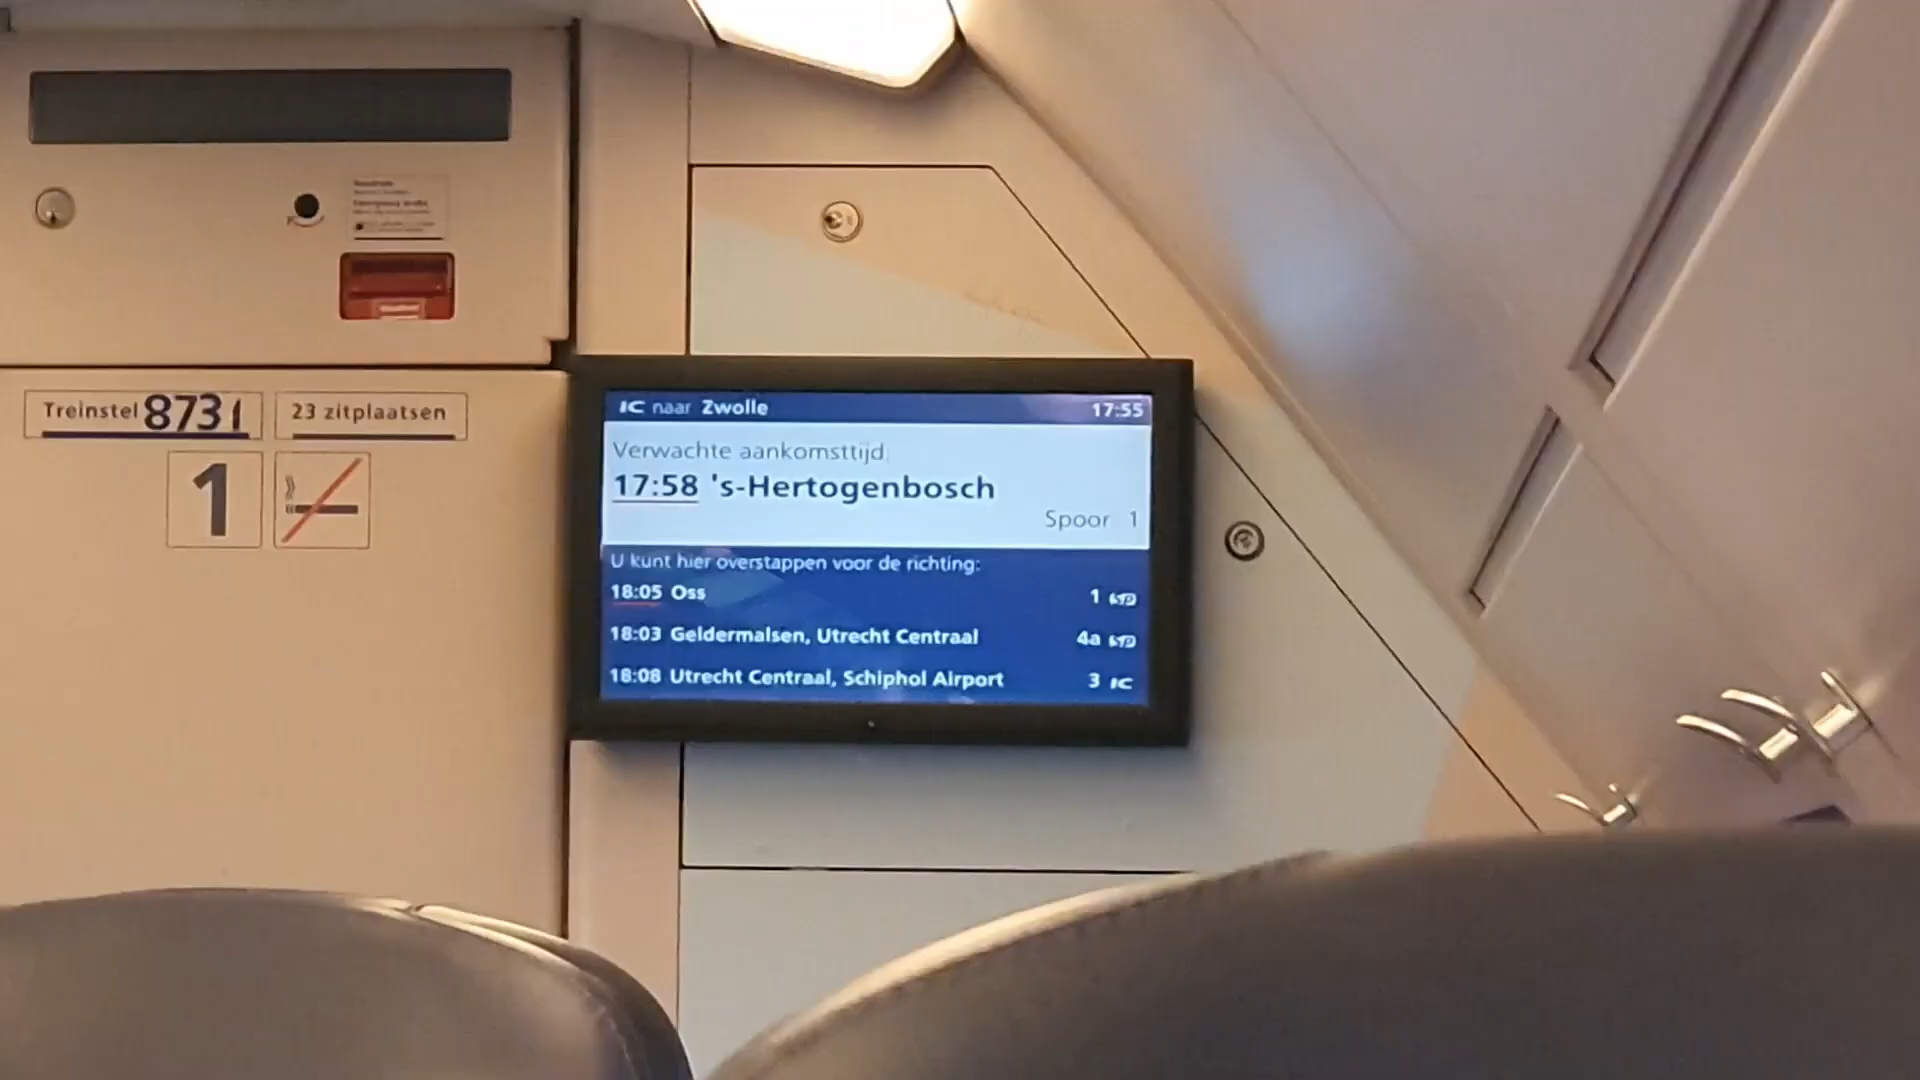 Treinstel 8731
23 zitplaatsen
1
IC naar Zwolle
17:55
Verwachte aankomsttijd
17:58 's-Hertogenbosch
Spoor 1
U kunt hier overstappen voor de richting:
18:05 Oss 1
18:03 Geldermalsen, Utrecht Centraal 4a
18:08 Utrecht Centraal, Schiphol Airport 3 IC